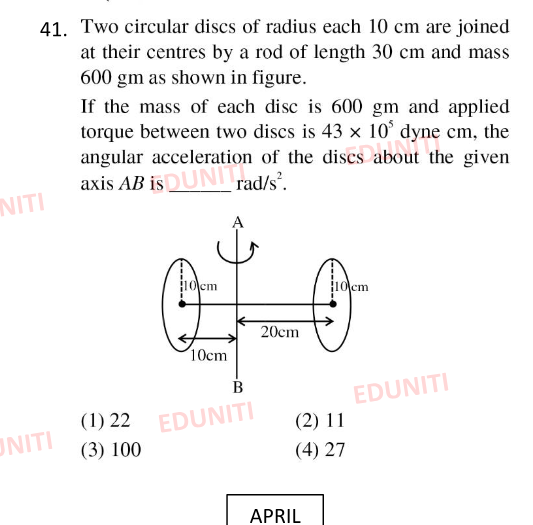 41. Two circular discs of radius each 10 cm are joined
at their centres by a rod of length 30 cm and mass
600 gm as shown in figure.
If the mass of each disc is 600 gm and applied
torque between two discs is 43 × 10⁵ dyne cm, the
angular acceleration of the discs about the given
EDUNITI
axis AB is ______ rad/s².
EDUNITI
NITI
A
10 cm
10 cm
20cm
10cm
B
EDUNITI
(1) 22
(2) 11
EDUNITI
(3) 100
(4) 27
UNITI
APRIL